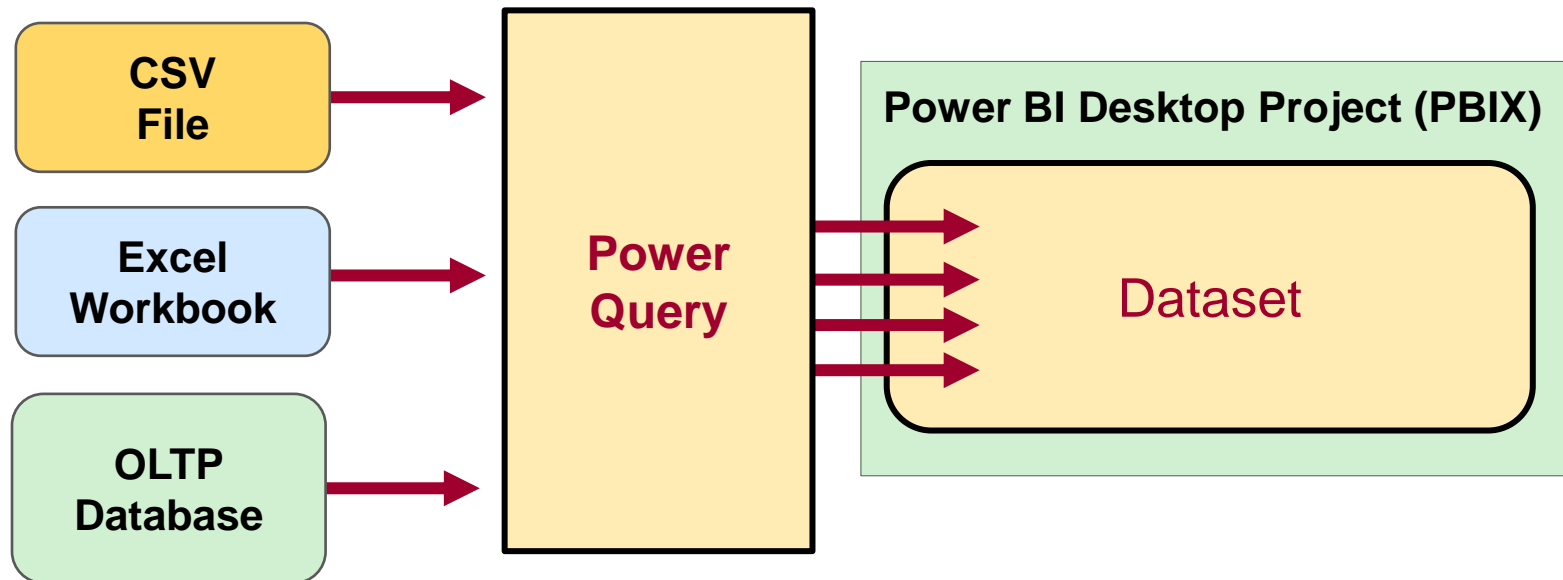 CSV
File
Excel
Workbook
OLTP
Database
Power
Query
Power BI Desktop Project (PBIX)
Dataset